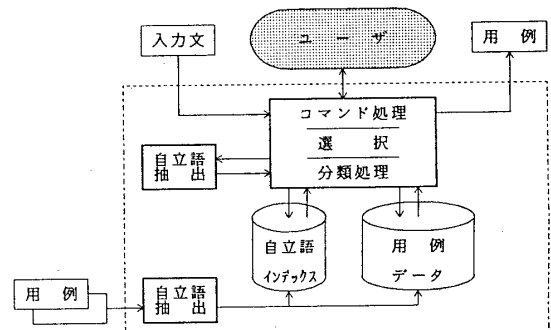 入力文
ユーザ
用例
コマンド処理
選択
分類処理
自立語
抽出
自立語
インデックス
用例
データ
用例
自立語
抽出